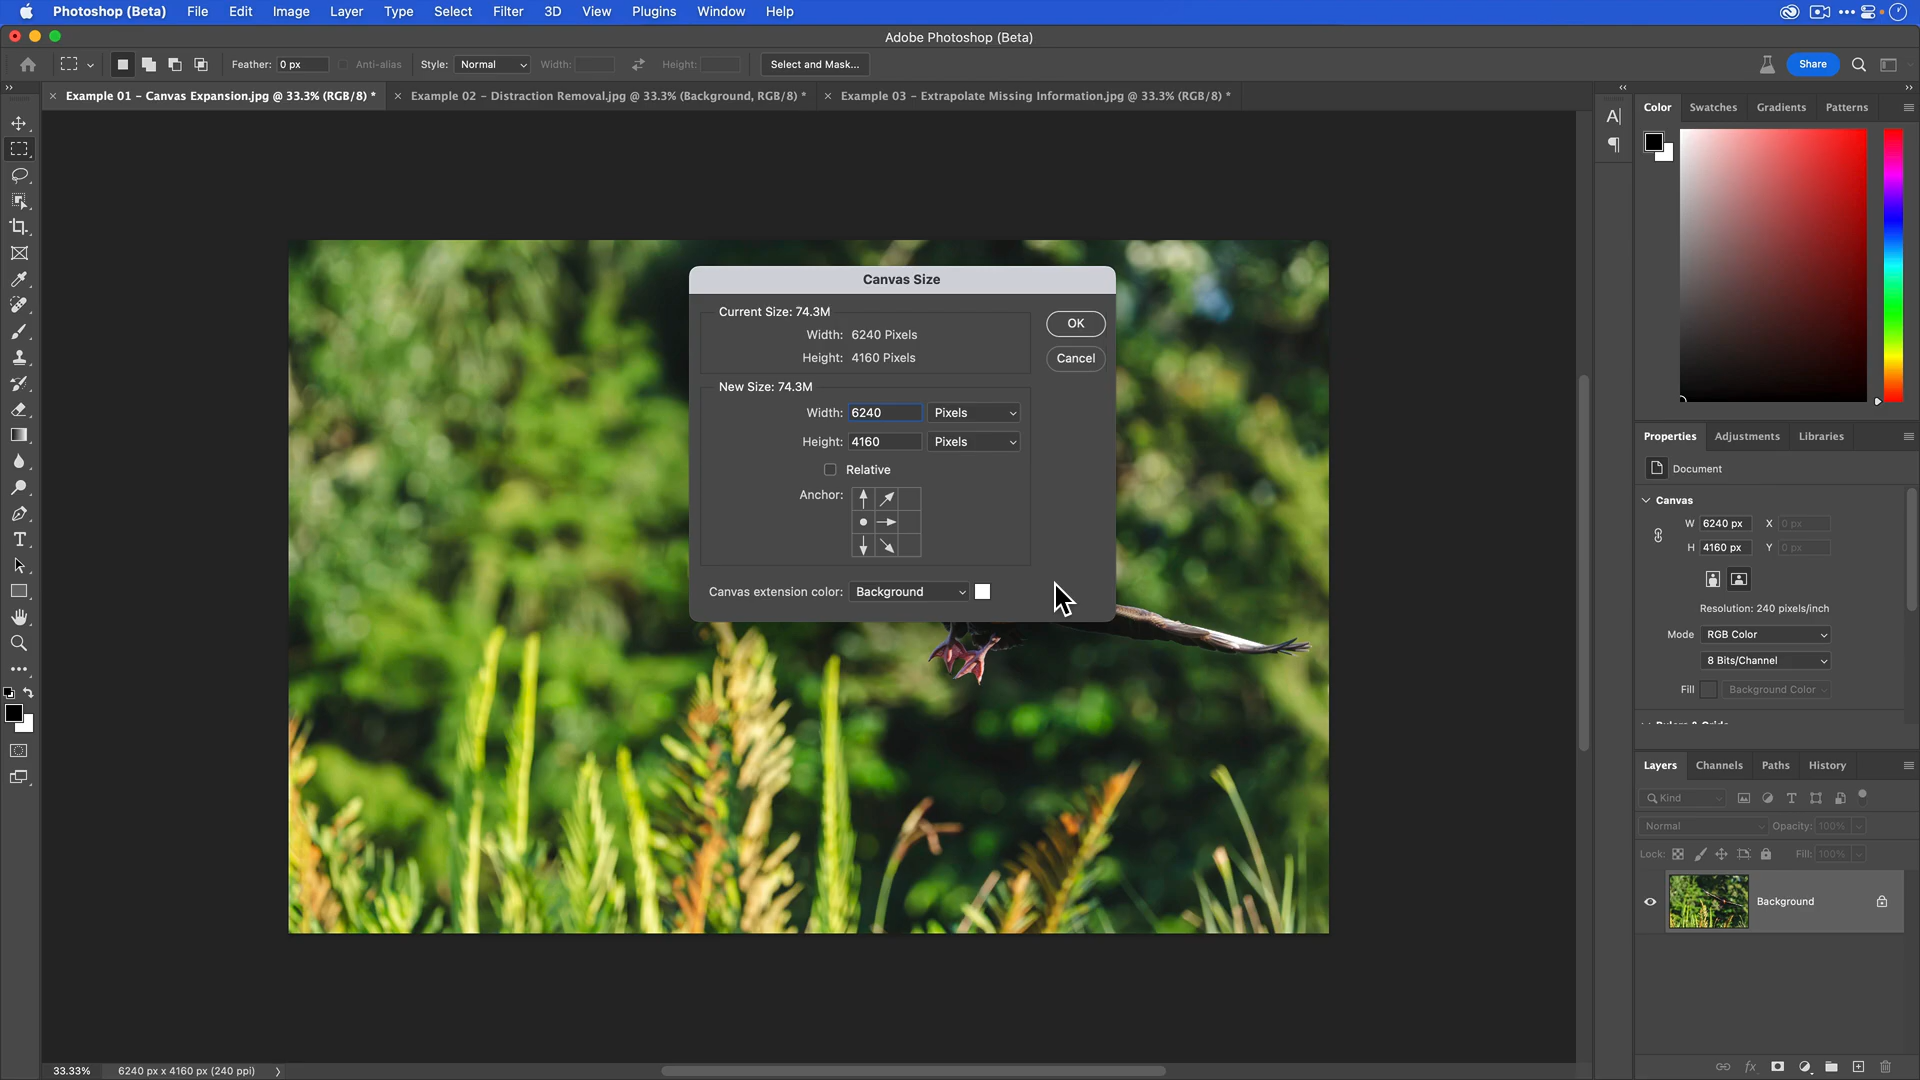 Photoshop (Beta) File Edit Image Layer Type Select Filter 3D View Plugins Window Help
Adobe Photoshop (Beta)
Feather: 0 px Anti-alias Style: Normal Width: Height: Select and Mask... Share
Example 01 - Canvas Expansion.jpg @ 33.3% (RGB/8) *
Example 02 - Distraction Removal.jpg @ 33.3% (Background, RGB/8) *
Example 03 - Extrapolate Missing Information.jpg @ 33.3% (RGB/8) *
Color Swatches Gradients Patterns
Canvas Size
Current Size: 74.3M
Width: 6240 Pixels
Height: 4160 Pixels
OK
Cancel
New Size: 74.3M
Width: 6240 Pixels
Height: 4160 Pixels
Relative
Anchor:
Canvas extension color: Background
Properties Adjustments Libraries
Document
Canvas
W 6240 px X 0 px
H 4160 px Y 0 px
Resolution: 240 pixels/inch
Mode RGB Color
8 Bits/Channel
Fill Background Color
Layers Channels Paths History
Kind
Normal Opacity: 100%
Lock: Fill: 100%
Background
33.33% 6240 px x 4160 px (240 ppi)